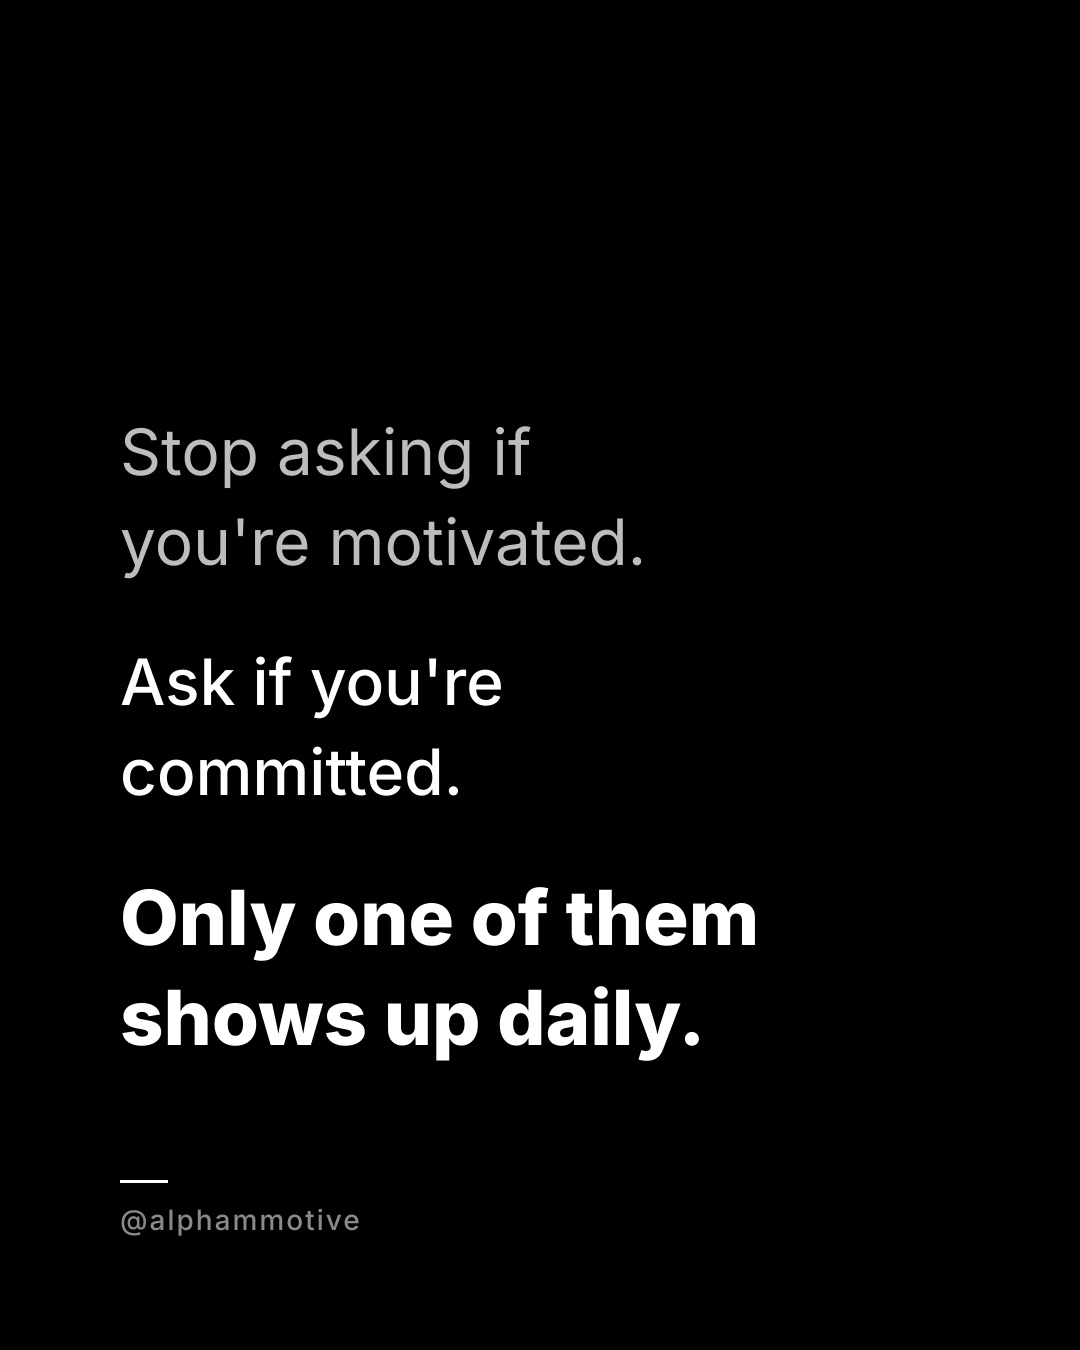 Stop asking if
you're motivated.
Ask if you're
committed.
Only one of them
shows up daily.
@alphammotive